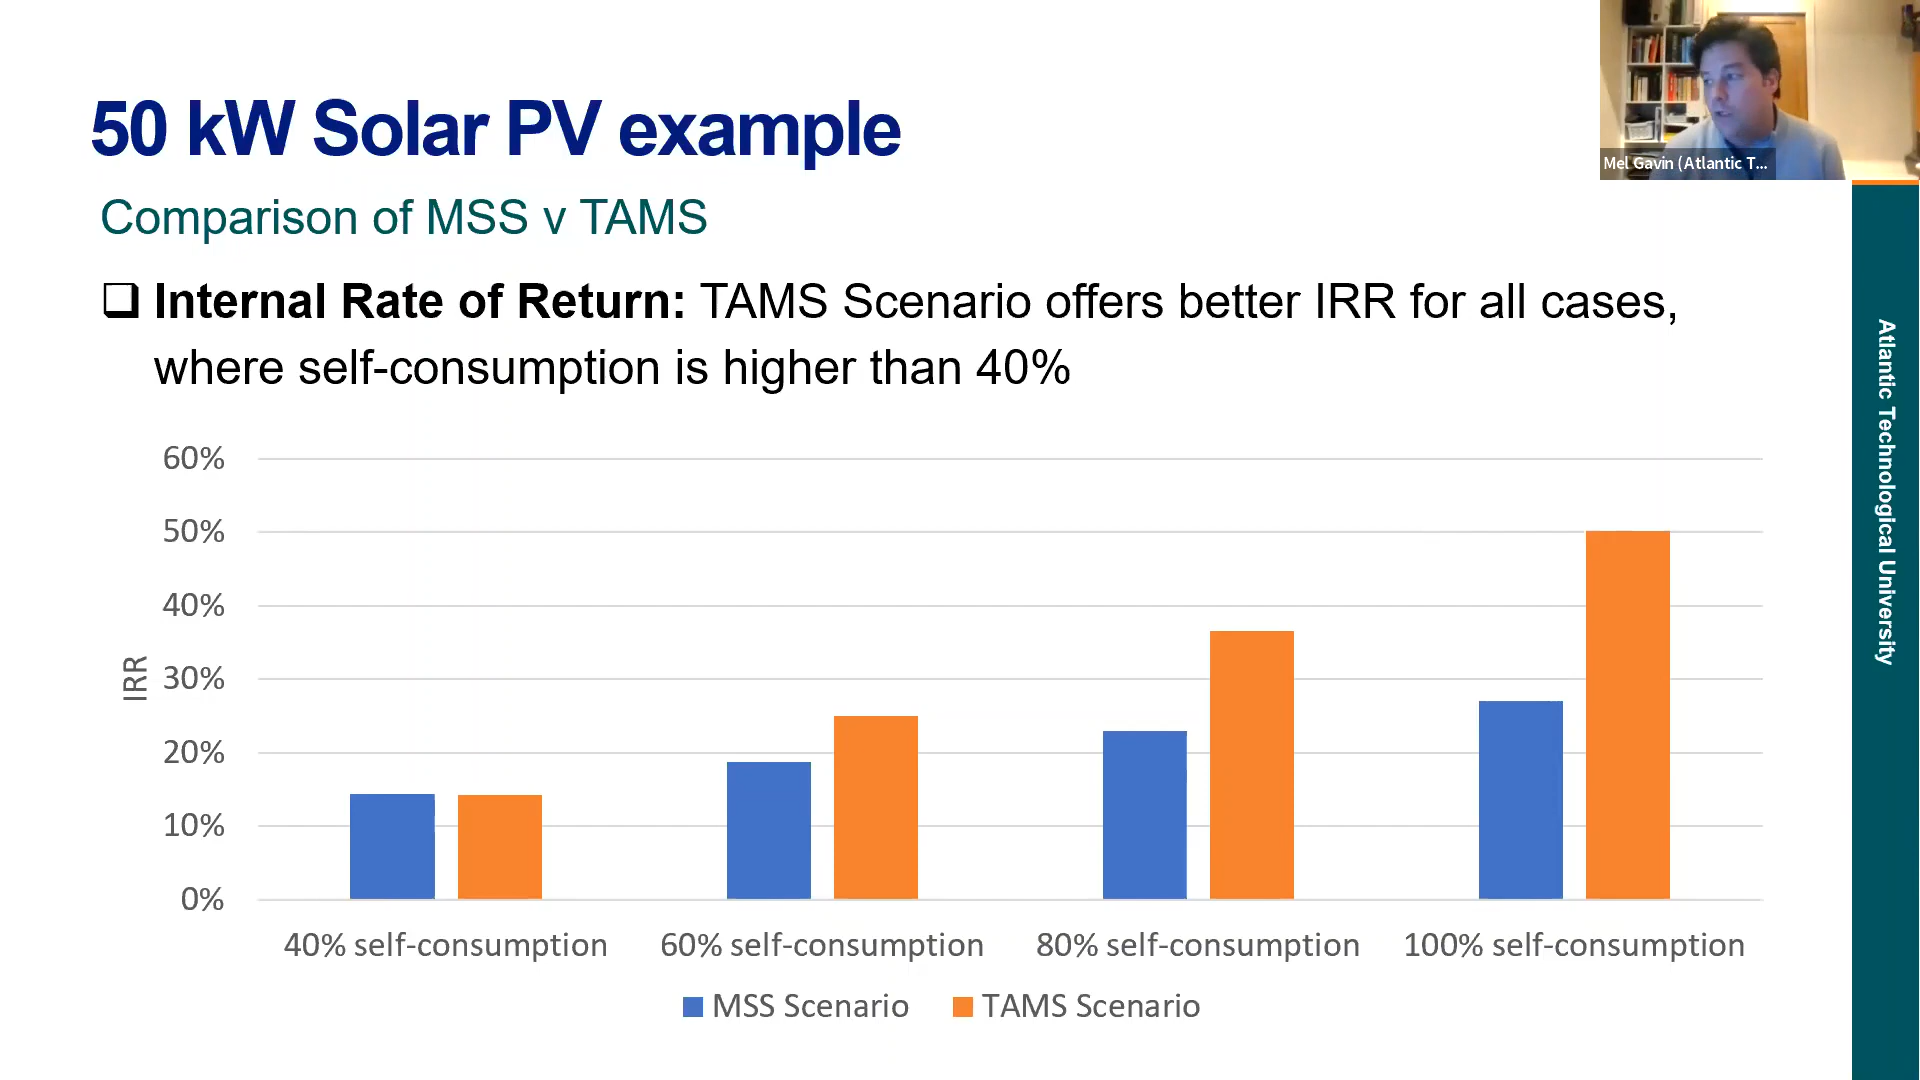 50 kW Solar PV example
Mel Gavin (Atlantic T...
Comparison of MSS v TAMS
❑ Internal Rate of Return: TAMS Scenario offers better IRR for all cases,
where self-consumption is higher than 40%
Atlantic Technological University
60%
50%
40%
30%
20%
10%
0%
IRR
40% self-consumption
60% self-consumption
80% self-consumption
100% self-consumption
MSS Scenario
TAMS Scenario